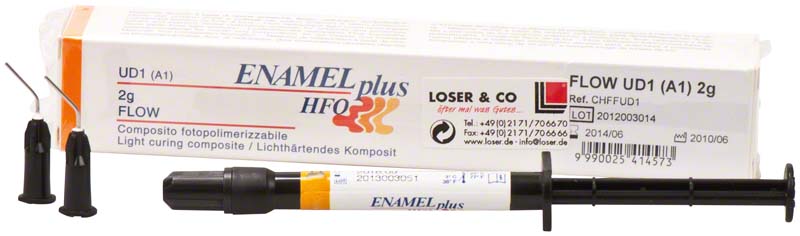 UD1 (A1)
2g
FLOW
ENAMEL plus
HFO
Composito fotopolimerizzabile
Light curing composite / Lichthärtendes Komposit
LOSER & CO
öfter mal was Gutes...
Tel.: +49(0)2171/706670
Fax: +49(0)2171/706666
www.loser.de · info@loser.de
FLOW UD1 (A1) 2g
Ref. CHFFUD1
LOT 2012003014
2014/06 2010/06
9 990025 414573
2013003051
ENAMEL plus